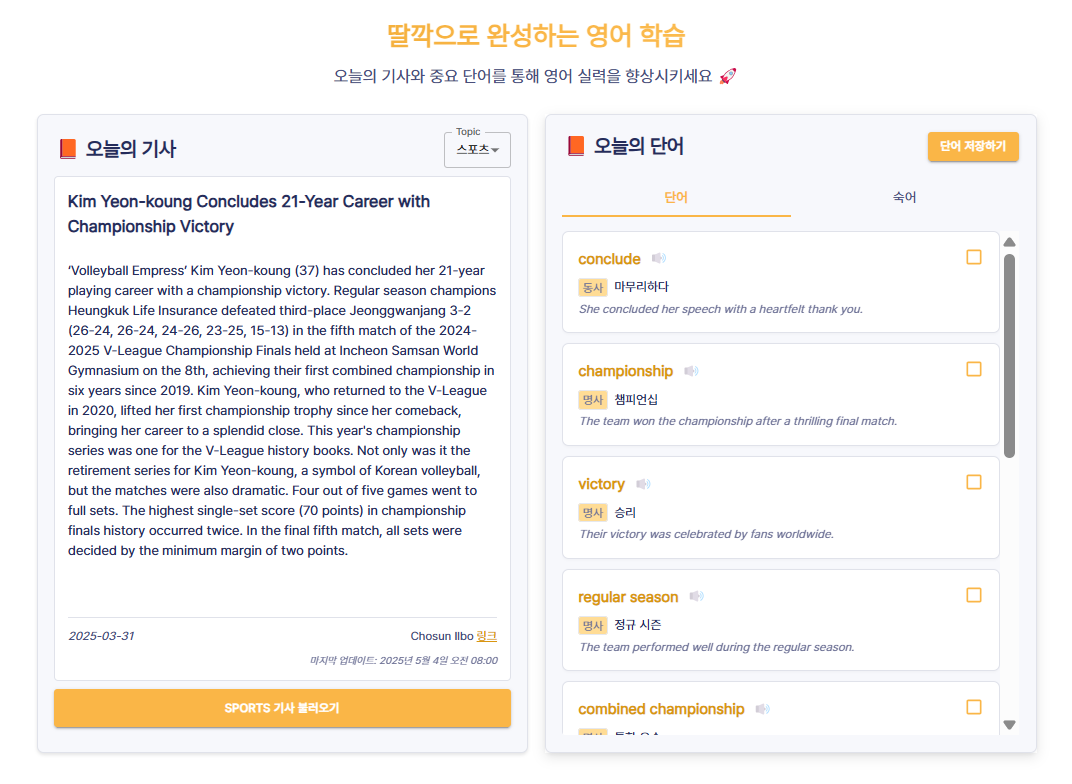 딸깍으로 완성하는 영어 학습
오늘의 기사와 중요 단어를 통해 영어 실력을 향상시키세요 🚀
📕 오늘의 기사
Topic
스포츠
Kim Yeon-koung Concludes 21-Year Career with
Championship Victory
‘Volleyball Empress’ Kim Yeon-koung (37) has concluded her 21-year
playing career with a championship victory. Regular season champions
Heungkuk Life Insurance defeated third-place Jeonggwanjang 3-2
(26-24, 26-24, 24-26, 23-25, 15-13) in the fifth match of the 2024-
2025 V-League Championship Finals held at Incheon Samsan World
Gymnasium on the 8th, achieving their first combined championship in
six years since 2019. Kim Yeon-koung, who returned to the V-League
in 2020, lifted her first championship trophy since her comeback,
bringing her career to a splendid close. This year's championship
series was one for the V-League history books. Not only was it the
retirement series for Kim Yeon-koung, a symbol of Korean volleyball,
but the matches were also dramatic. Four out of five games went to
full sets. The highest single-set score (70 points) in championship
finals history occurred twice. In the final fifth match, all sets were
decided by the minimum margin of two points.
2025-03-31
Chosun Ilbo 링크
마지막 업데이트: 2025년 5월 4일 오전 08:00
SPORTS 기사 불러오기
📕 오늘의 단어
단어 저장하기
단어
숙어
conclude
동사 마무리하다
She concluded her speech with a heartfelt thank you.
championship
명사 챔피언십
The team won the championship after a thrilling final match.
victory
명사 승리
Their victory was celebrated by fans worldwide.
regular season
명사 정규 시즌
The team performed well during the regular season.
combined championship